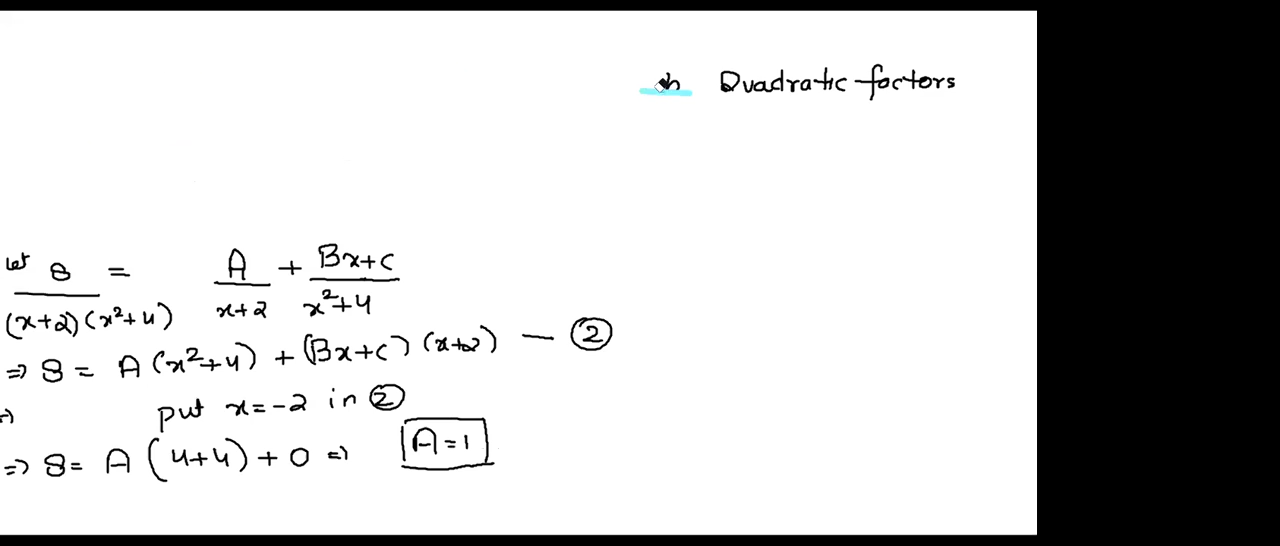 Quadratic factors
let 8 = A + Bx+c
(x+2)(x²+4) x+2 x²+4
=> 8 = A (x²+4) + (Bx+c) (x+2) — ②
=> put x=-2 in ②
=> 8= A (4+4) + 0 => A=1